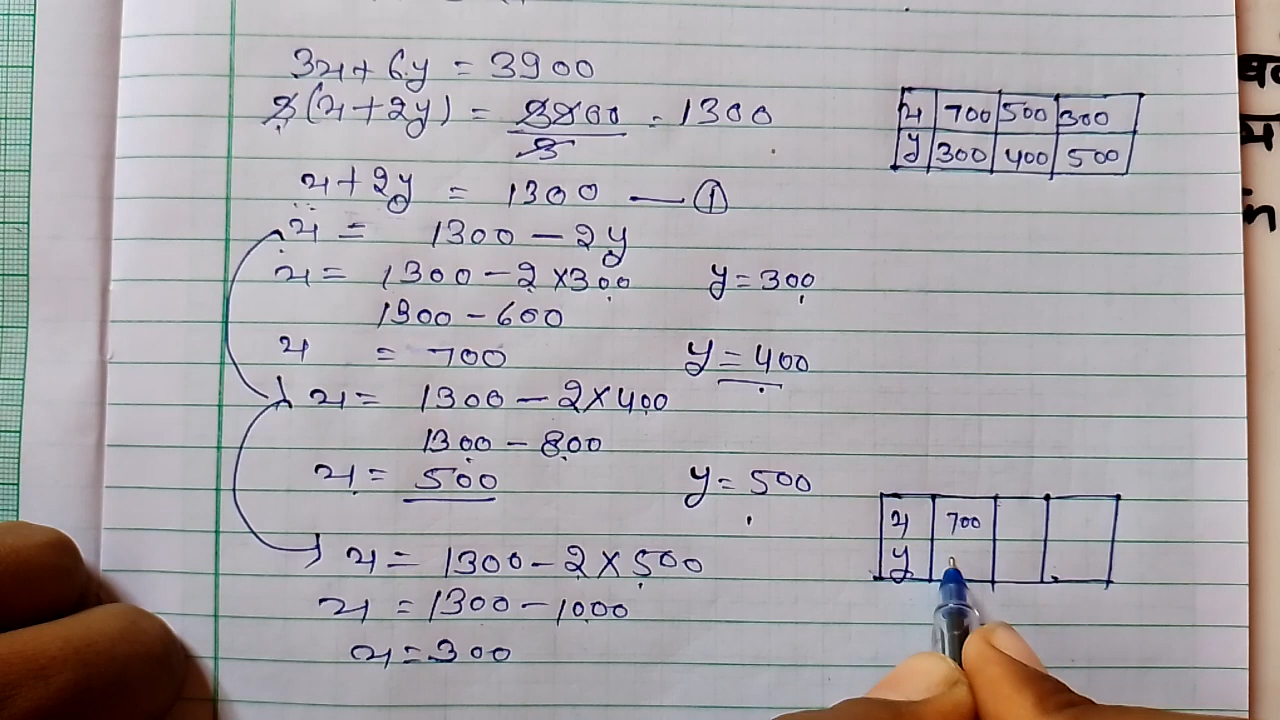 3x + 6y = 3900
3(x + 2y) = 3900/3 = 1300
x + 2y = 1300 — ①
x = 1300 - 2y
x = 1300 - 2 × 300 y = 300
1300 - 600
x = 700 y = 400
x = 1300 - 2 × 400
1300 - 800
x = 500 y = 500
x = 1300 - 2 × 500
x = 1300 - 1000
x = 300
x 700 500 300
y 300 400 500
x 700
y
in